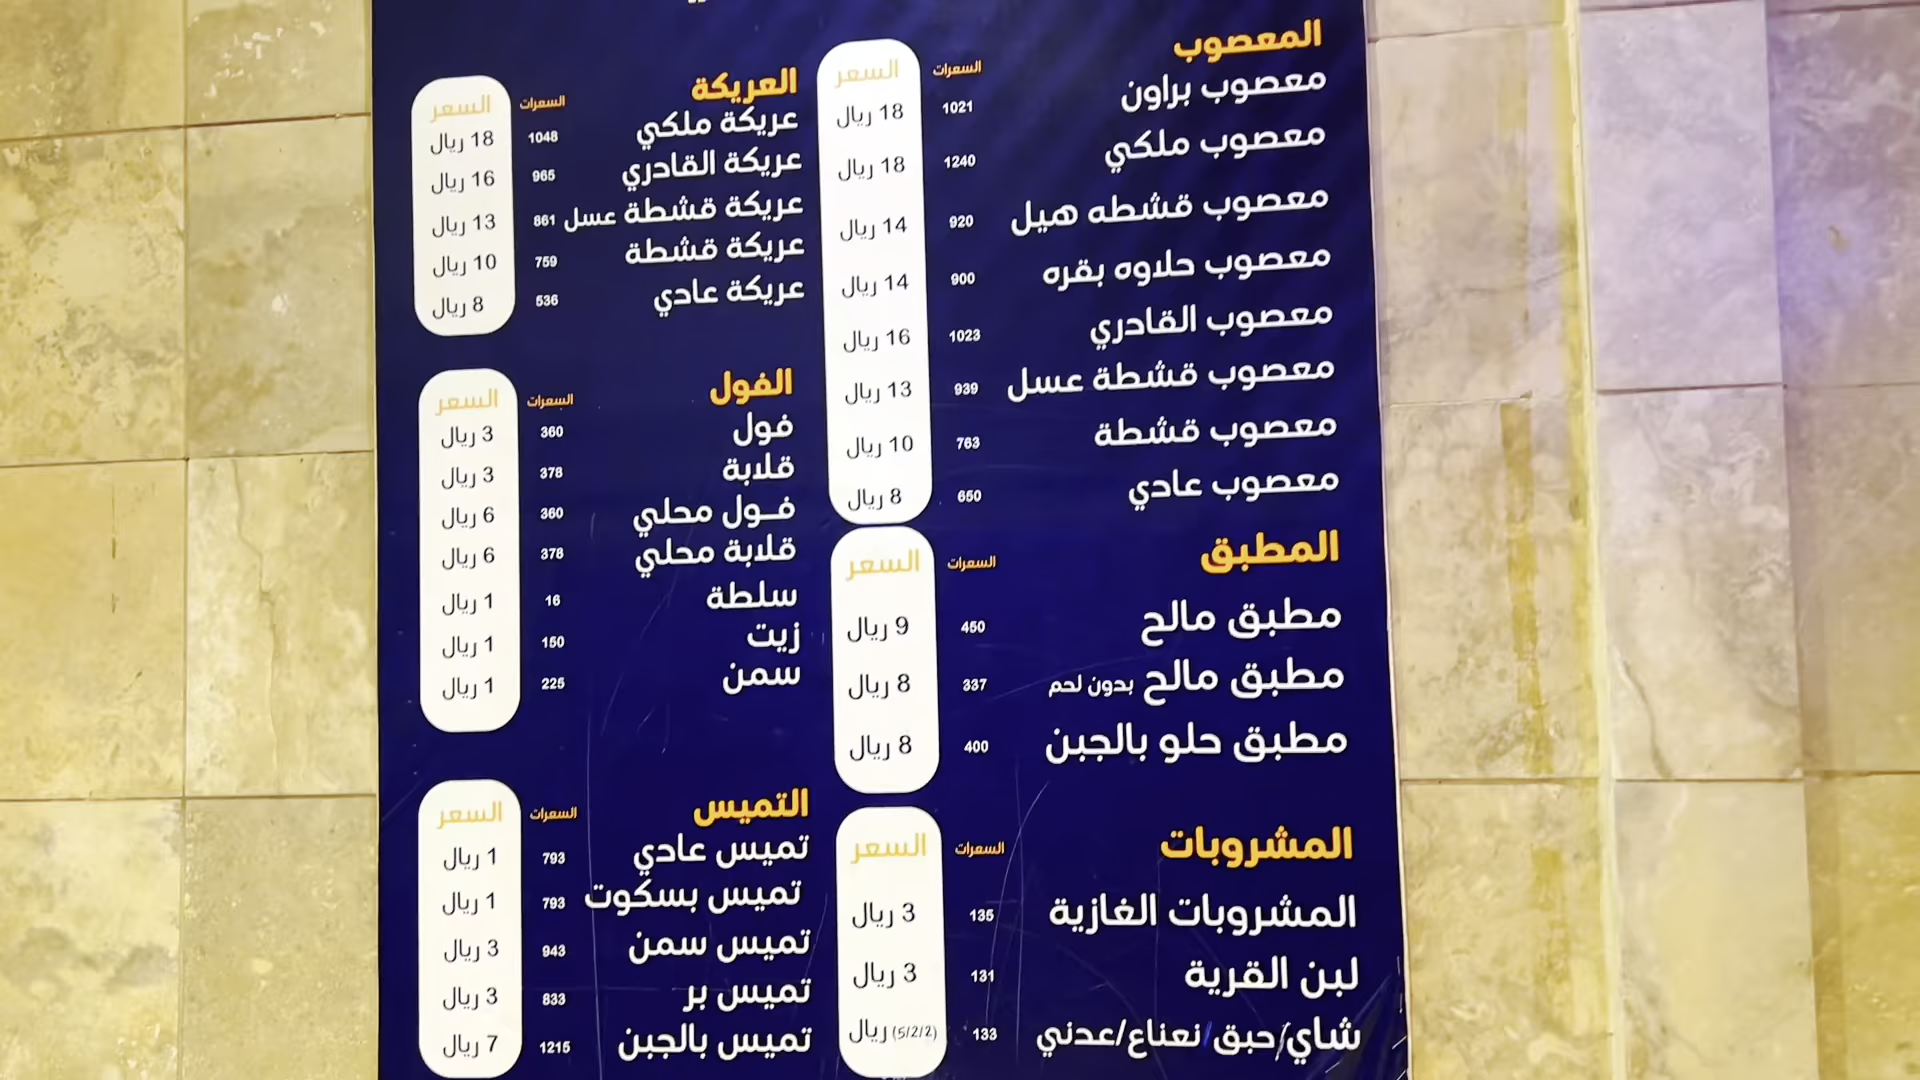 المعصوب السعرات السعر
معصوب براون 1021 18 ريال
معصوب ملكي 1240 18 ريال
معصوب قشطه هيل 920 14 ريال
معصوب حلاوه بقره 900 14 ريال
معصوب القادري 1023 16 ريال
معصوب قشطة عسل 939 13 ريال
معصوب قشطة 763 10 ريال
معصوب عادي 650 8 ريال
المطبق السعرات السعر
مطبق مالح 450 9 ريال
مطبق مالح بدون لحم 337 8 ريال
مطبق حلو بالجبن 400 8 ريال
المشروبات السعرات السعر
المشروبات الغازية 135 3 ريال
لبن القرية 131 3 ريال
شاي/حبق/نعناع/عدني 133 (5/2/2) ريال
العريكة السعرات السعر
عريكة ملكي 1048 18 ريال
عريكة القادري 965 16 ريال
عريكة قشطة عسل 861 13 ريال
عريكة قشطة 759 10 ريال
عريكة عادي 536 8 ريال
الفول السعرات السعر
فول 360 3 ريال
قلابة 378 3 ريال
فــول محلي 360 6 ريال
قلابة محلي 378 6 ريال
سلطة 16 1 ريال
زيت 150 1 ريال
سمن 225 1 ريال
التميس السعرات السعر
تميس عادي 793 1 ريال
تميس بسكوت 793 1 ريال
تميس سمن 943 3 ريال
تميس بر 833 3 ريال
تميس بالجبن 1215 7 ريال